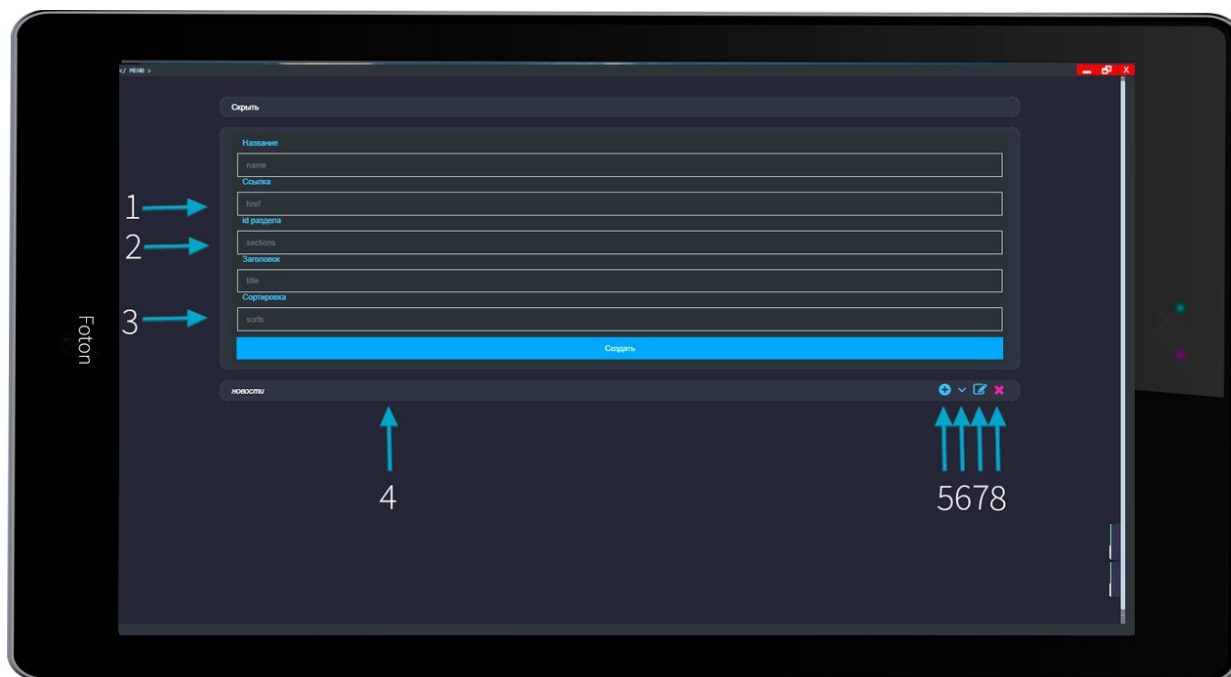 </ МЕНЮ >
X
Скрыть
Название
name
Ссылка
href
id раздела
sections
Заголовок
title
Сортировка
sorts
Создать
новости
1
2
3
4
5678
Foton